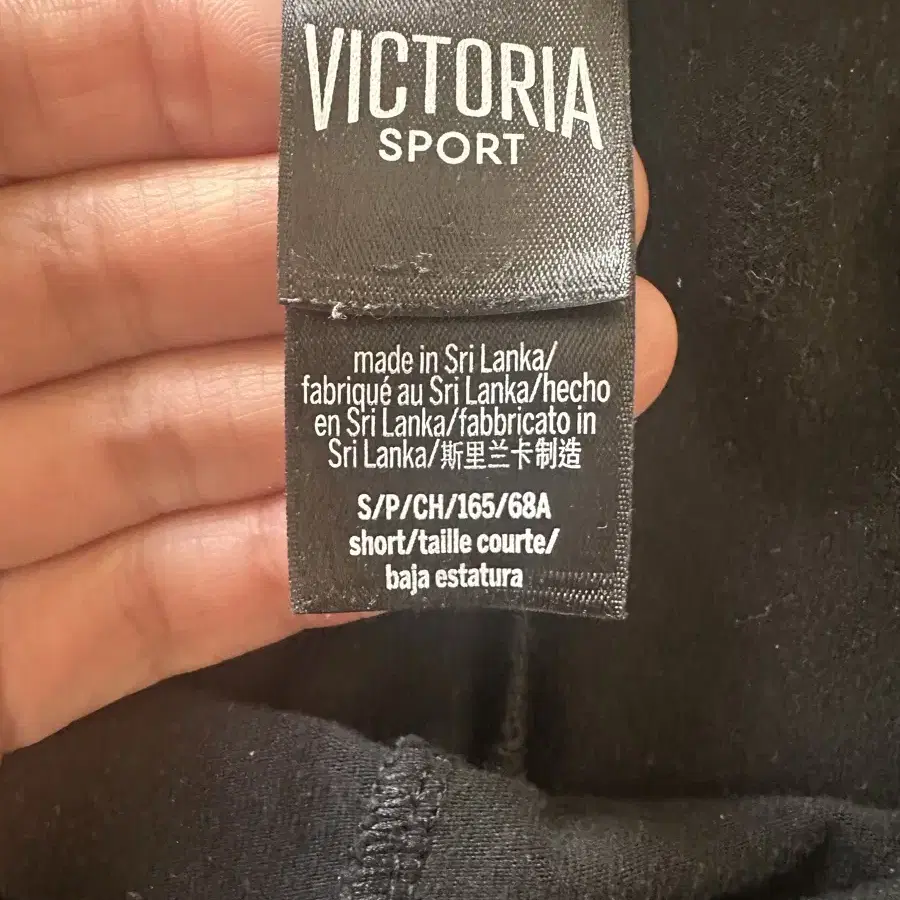 VICTORIA
SPORT
made in Sri Lanka/
fabriqué au Sri Lanka/hecho
en Sri Lanka/fabbricato in
Sri Lanka/斯里兰卡制造
S/P/CH/165/68A
short/taille courte/
baja estatura